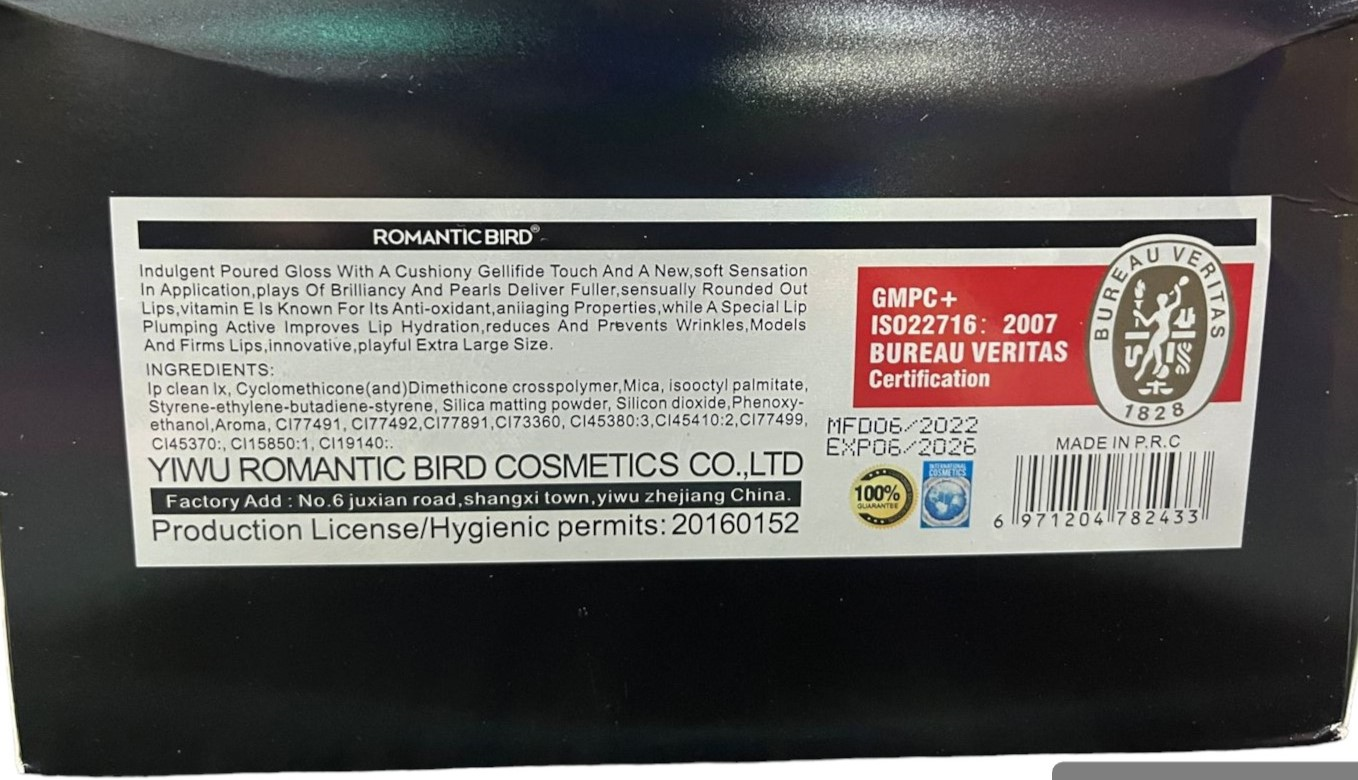 ROMANTIC BIRD®
Indulgent Poured Gloss With A Cushiony Gellifide Touch And A New,soft Sensation
In Application,plays Of Brilliancy And Pearls Deliver Fuller,sensually Rounded Out
Lips,vitamin E Is Known For Its Anti-oxidant,aniiaging Properties,while A Special Lip
Plumping Active Improves Lip Hydration,reduces And Prevents Wrinkles,Models
And Firms Lips,innovative,playful Extra Large Size.
INGREDIENTS:
Ip clean lx, Cyclomethicone(and)Dimethicone crosspolymer,Mica, isooctyl palmitate,
Styrene-ethylene-butadiene-styrene, Silica matting powder, Silicon dioxide,Phenoxy-
ethanol,Aroma, CI77491, CI77492,CI77891,CI73360, CI45380:3,CI45410:2,CI77499,
CI45370:, CI15850:1, CI19140:.
YIWU ROMANTIC BIRD COSMETICS CO.,LTD
Factory Add : No.6 juxian road,shangxi town,yiwu zhejiang China.
Production License/Hygienic permits: 20160152
GMPC+
ISO22716: 2007
BUREAU VERITAS
Certification
BUREAU VERITAS
1828
MFD06/2022
EXP06/2026
MADE IN P.R.C
100%
GUARANTEE
INTERNATIONAL
COSMETICS
6 971204 782433